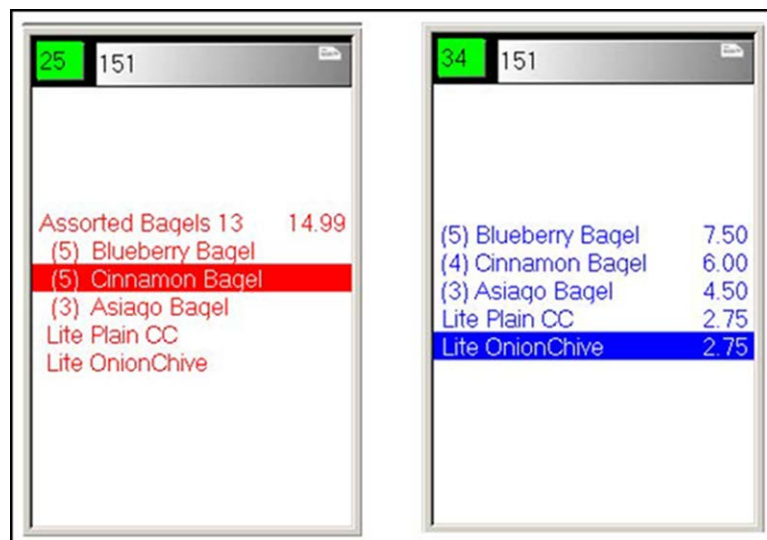 25 151
Assorted Bagels 13 14.99
(5) Blueberry Bagel
(5) Cinnamon Bagel
(3) Asiago Bagel
Lite Plain CC
Lite OnionChive
34 151
(5) Blueberry Bagel 7.50
(4) Cinnamon Bagel 6.00
(3) Asiago Bagel 4.50
Lite Plain CC 2.75
Lite OnionChive 2.75